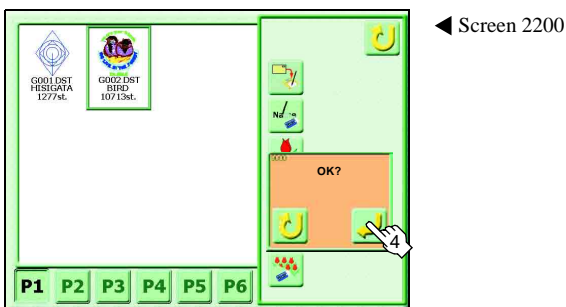 ◀ Screen 2200
G001.DST
HISIGATA
1277st.
G002.DST
BIRD
10713st.
OK?
4
P1 P2 P3 P4 P5 P6